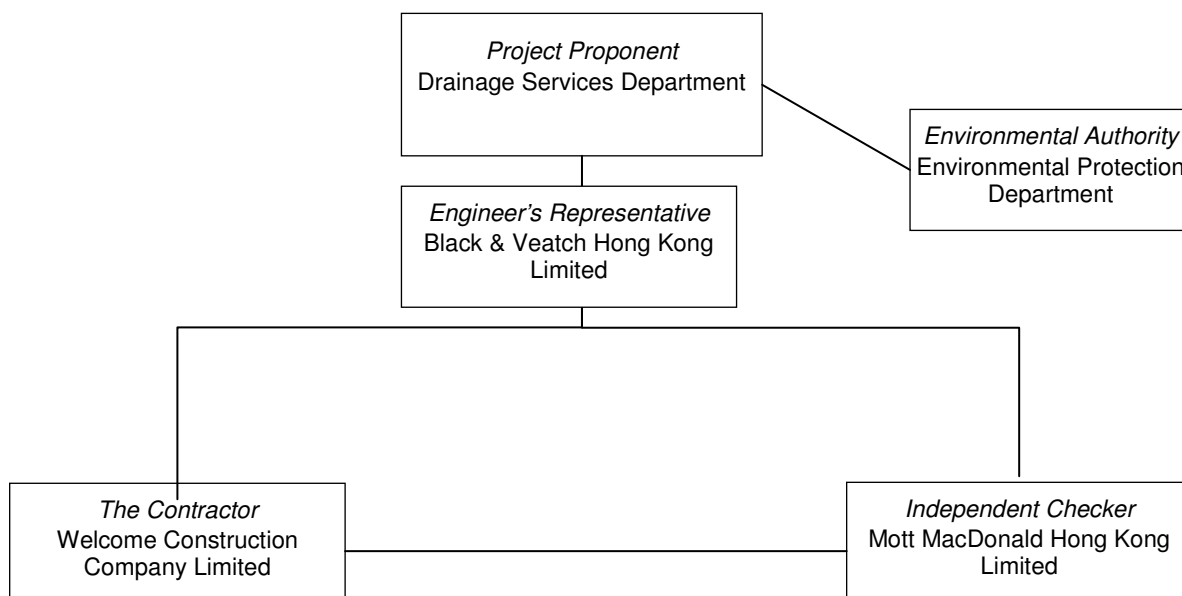 Project Proponent
Drainage Services Department
Environmental Authority
Environmental Protection
Department
Engineer's Representative
Black & Veatch Hong Kong
Limited
The Contractor
Welcome Construction
Company Limited
Independent Checker
Mott MacDonald Hong Kong
Limited